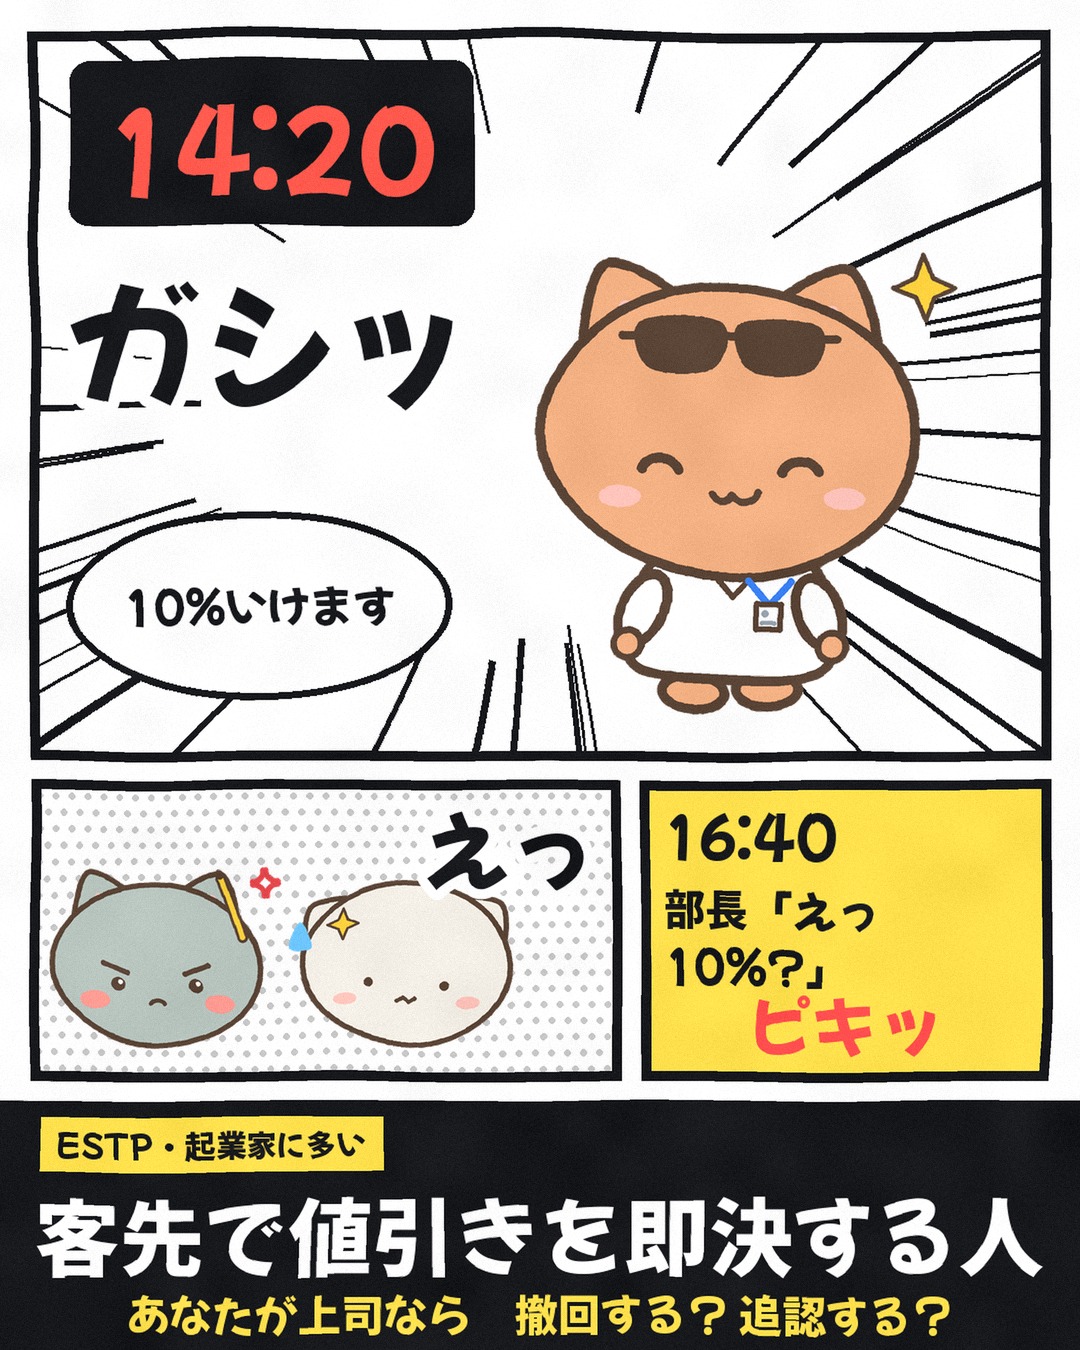 14:20
ガシッ
10%いけます
えっ
16:40
部長「えっ
10%?」
ピキッ
ESTP・起業家に多い
客先で値引きを即決する人
あなたが上司なら　撤回する？追認する？